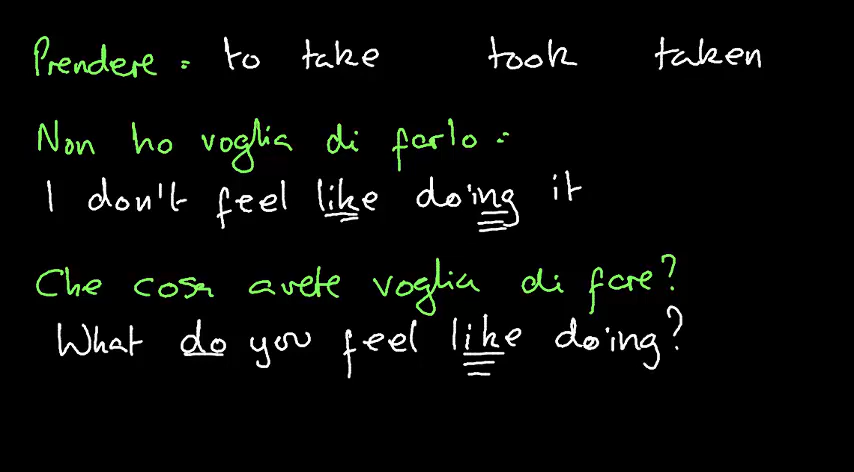 Prendere = to take took taken
Non ho voglia di farlo =
I don't feel like doing it
Che cosa avete voglia di fare?
What do you feel like doing?